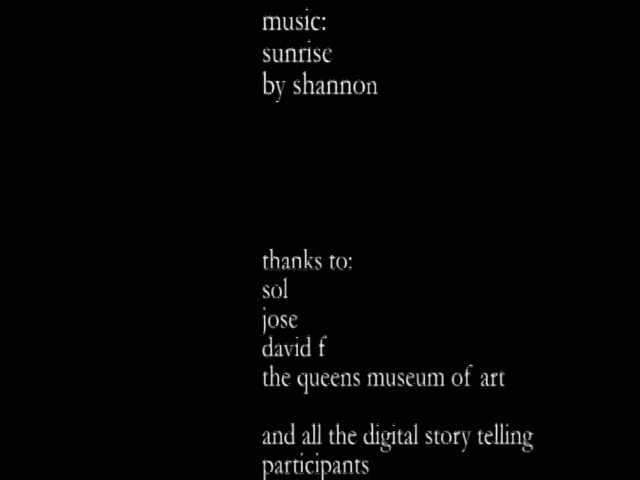 music:
sunrise
by shannon
thanks to:
sol
jose
david f
the queens museum of art
and all the digital story telling
participants